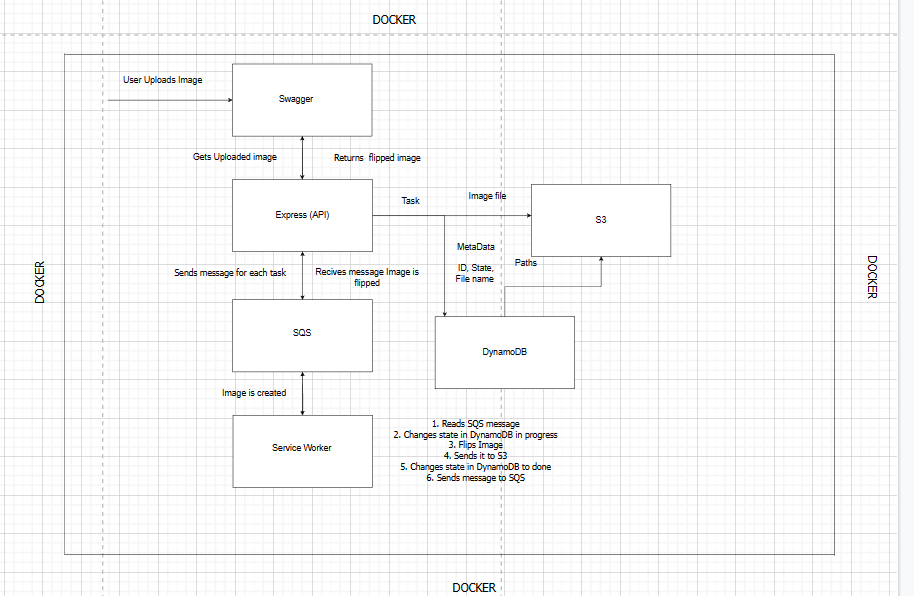 DOCKER
User Uploads Image
Swagger
Gets Uploaded image
Returns flipped image
Express (API)
Task
Image file
S3
MetaData
ID, State,
File name
Paths
Sends message for each task
Recives message Image is
flipped
DOCKER
DOCKER
SQS
DynamoDB
Image is created
Service Worker
1. Reads SQS message
2. Changes state in DynamoDB in progress
3. Flips Image
4. Sends it to S3
5. Changes state in DynamoDB to done
6. Sends message to SQS
DOCKER